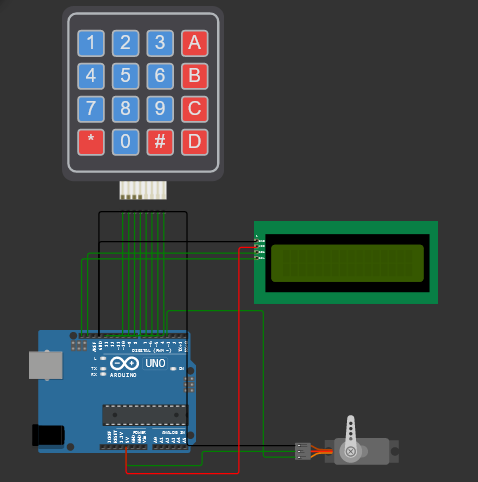 1 2 3 A
4 5 6 B
7 8 9 C
* 0 # D
DIGITAL (PWM ~)
L
UNO
TX
RX
ON
ARDUINO
POWER
ANALOG IN